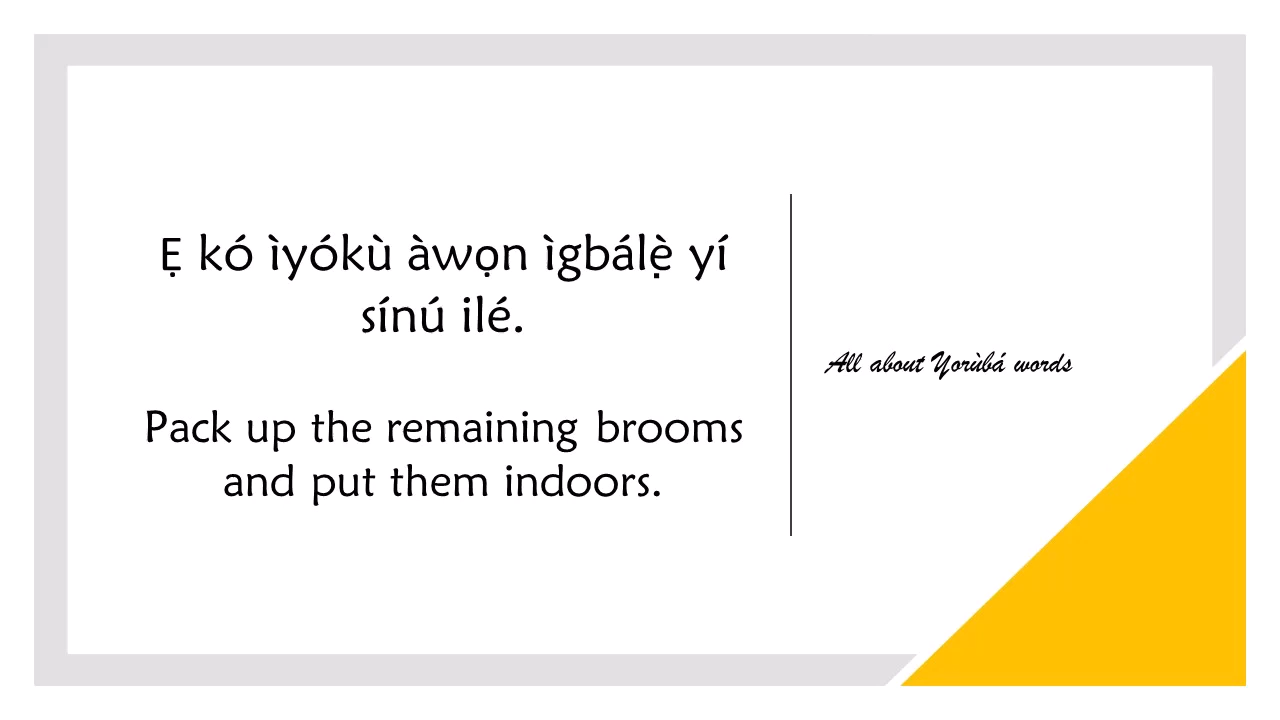 Ẹ kó ìyókù àwọn ìgbálẹ̀ yí
sínú ilé.
Pack up the remaining brooms
and put them indoors.
All about Yorùbá words